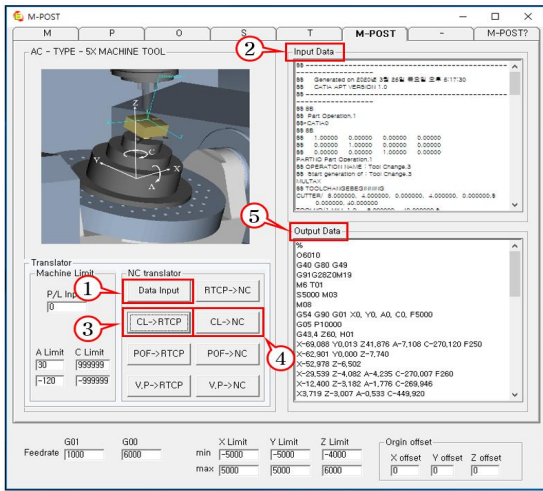 M-POST
M P O S T M-POST - M-POST?
AC - TYPE - 5X MACHINE TOOL
Z
Y
C
X
A
Translator
Machine Limit
P/L Inp
0
A Limit C Limit
30 999999
-120 -999999
NC translator
Data Input RTCP->NC
CL->RTCP CL->NC
POF->RTCP POF->NC
V.P->RTCP V.P->NC
1
2
3
4
5
Input Data
$$ Generated on 2020년 3월 25일 수요일 오후 6:17:30
$$ CATIA APT VERSION 1.0
$$ $$
$$ Part Operation.1
$$*CATIA0
$$ $$
$$ 1.00000 0.00000 0.00000 0.00000
$$ 0.00000 1.00000 0.00000 0.00000
$$ 0.00000 0.00000 1.00000 0.00000
PARTNO Part Operation.1
$$ OPERATION NAME : Tool Change.3
$$ Start generation of : Tool Change.3
MULTAX
$$ TOOLCHANGEBEGINNING
CUTTER/ 8.000000, 4.000000, 0.000000, 4.000000, 0.000000,$
0.000000, 40.000000
Output Data
%
O6010
G40 G80 G49
G91G28Z0M19
M6 T01
S5000 M03
M08
G54 G90 G01 X0, Y0, A0, C0, F5000
G05 P10000
G43,4 Z60, H01
X-69,088 Y0,013 Z41,876 A-7,108 C-270,120 F250
X-62,901 Y0,000 Z-7,740
X-52,978 Z-6,502
X-29,539 Z-4,082 A-4,235 C-270,007 F260
X-12,400 Z-3,182 A-1,776 C-269,946
X3,719 Z-3,007 A-0,533 C-449,920
G01 G00
Feedrate 1000 6000
X Limit Y Limit Z Limit
min -5000 -5000 -4000
max 5000 5000 6000
Orgin offset
X offset Y offset Z offset
0 0 0